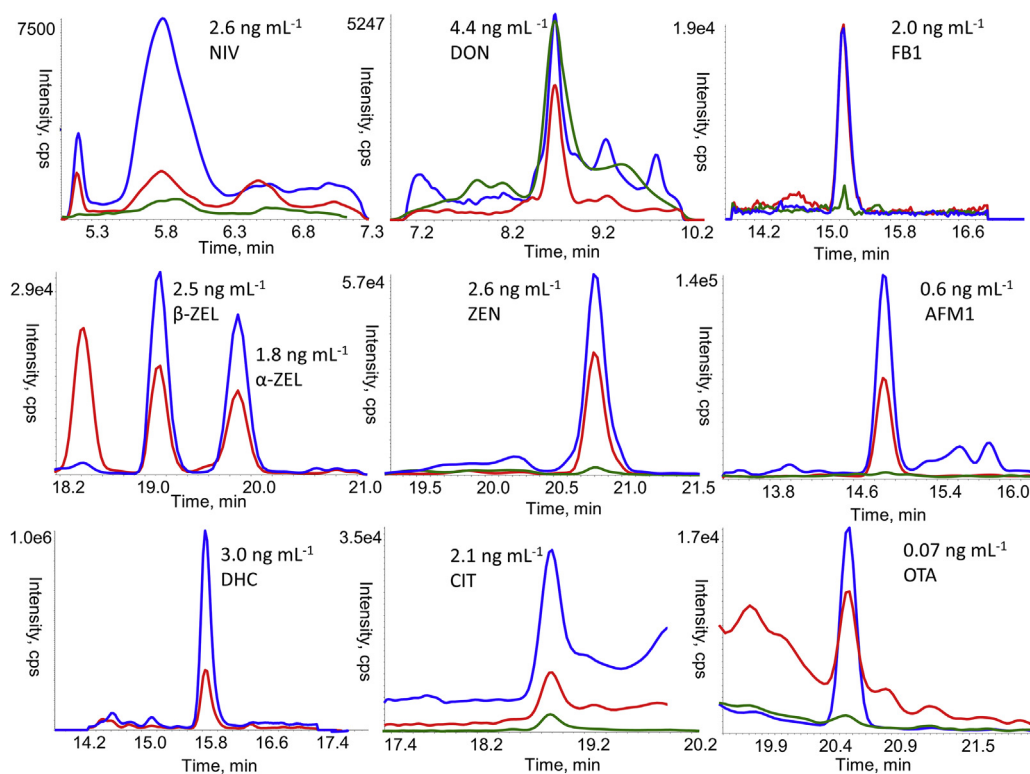 7500
2.6 ng mL-1
NIV
Intensity, cps
5.3 5.8 6.3 6.8 7.3
Time, min
5247
4.4 ng mL-1
DON
Intensity, cps
7.2 8.2 9.2 10.2
Time, min
1.9e4
2.0 ng mL-1
FB1
Intensity, cps
14.2 15.0 15.8 16.6
Time, min
2.9e4
2.5 ng mL-1
β-ZEL
1.8 ng mL-1
α-ZEL
Intensity, cps
18.2 19.0 20.0 21.0
Time, min
5.7e4
2.6 ng mL-1
ZEN
Intensity, cps
19.5 20.0 20.5 21.0 21.5
Time, min
1.4e5
0.6 ng mL-1
AFM1
Intensity, cps
13.8 14.6 15.4 16.0
Time, min
1.0e6
3.0 ng mL-1
DHC
Intensity, cps
14.2 15.0 15.8 16.6 17.4
Time, min
3.5e4
2.1 ng mL-1
CIT
Intensity, cps
17.4 18.2 19.2 20.2
Time, min
1.7e4
0.07 ng mL-1
OTA
Intensity, cps
19.9 20.4 20.9 21.5
Time, min